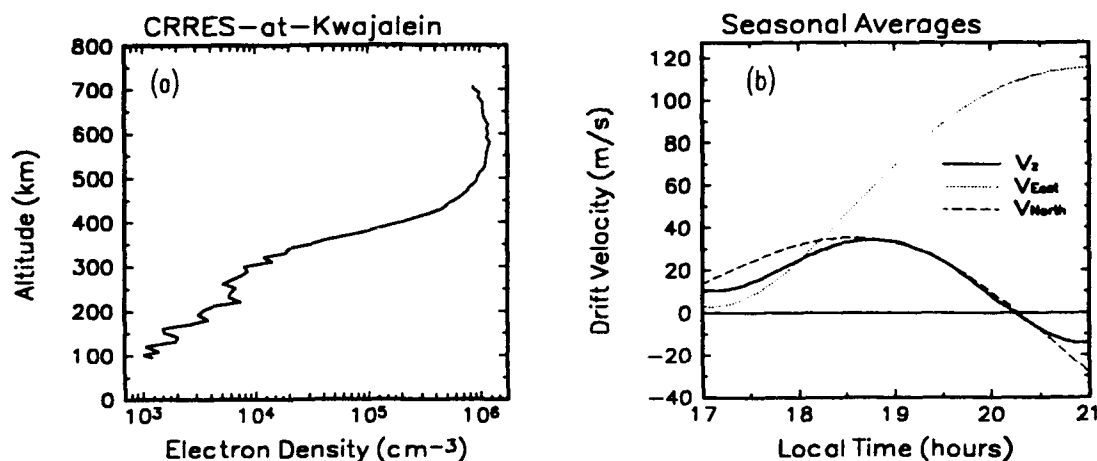 CRRES-at-Kwajalein
(a)
Altitude (km)
800
700
600
500
400
300
200
100
0
10³ 10⁴ 10⁵ 10⁶
Electron Density (cm⁻³)
Seasonal Averages
(b)
Drift Velocity (m/s)
120
100
80
60
40
20
0
-20
-40
V_Z
V_East
V_North
17 18 19 20 21
Local Time (hours)